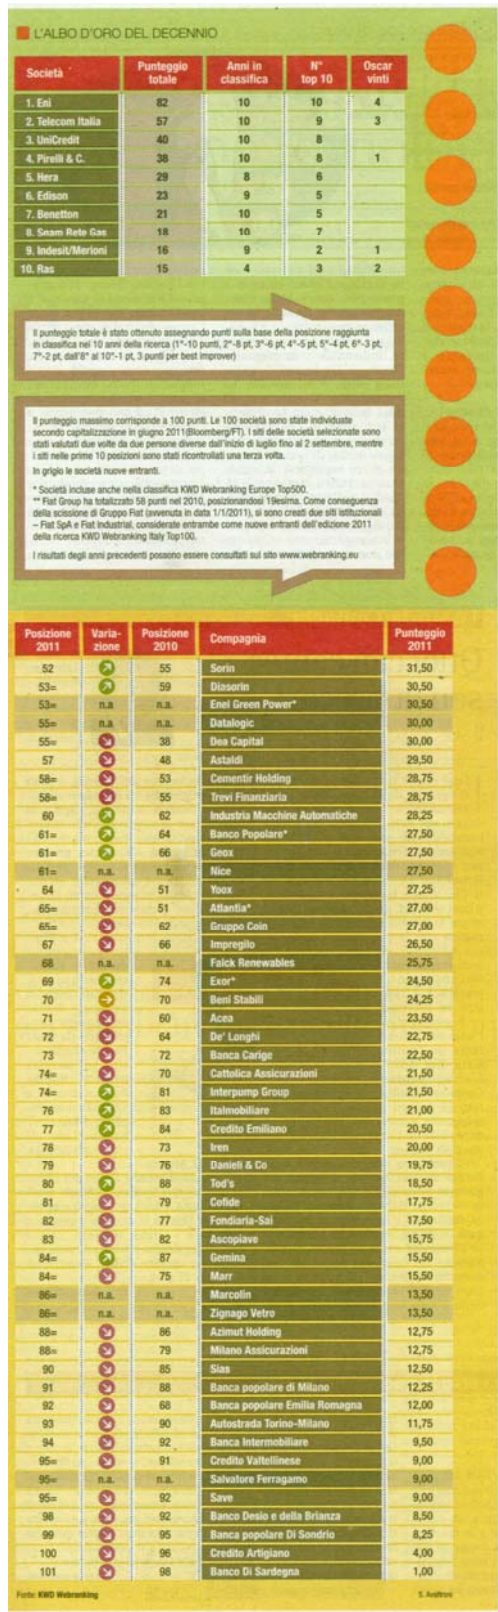 L'ALBO D'ORO DEL DECENNIO
Società Punteggio totale Anni in classifica N° top 10 Oscar vinti
1. Eni 82 10 10 4
2. Telecom Italia 57 10 9 3
3. UniCredit 40 10 8
4. Pirelli & C. 38 10 8 1
5. Hera 29 8 6
6. Edison 23 9 5
7. Benetton 21 10 5
8. Snam Rete Gas 18 10 7
9. Indesit/Merloni 16 9 2 1
10. Ras 15 4 3 2
Il punteggio totale è stato ottenuto assegnando punti sulla base della posizione raggiunta
in classifica nei 10 anni della ricerca (1°-10 punti, 2°-8 pt, 3°-6 pt, 4°-5 pt, 5°-4 pt, 6°-3 pt,
7°-2 pt, dall'8° al 10°-1 pt, 3 punti per best improver)
Il punteggio massimo corrisponde a 100 punti. Le 100 società sono state individuate
secondo capitalizzazione in giugno 2011(Bloomberg/FT). I siti delle società selezionate sono
stati valutati due volte da due persone diverse dall'inizio di luglio fino al 2 settembre, mentre
i siti nelle prime 10 posizioni sono stati ricontrollati una terza volta.
In grigio le società nuove entranti.
* Società incluse anche nella classifica KWD Webranking Europe Top500.
** Fiat Group ha totalizzato 58 punti nel 2010, posizionandosi 19esima. Come conseguenza
della scissione di Gruppo Fiat (avvenuta in data 1/1/2011), si sono creati due siti istituzionali
– Fiat SpA e Fiat Industrial, considerate entrambe come nuove entranti dell'edizione 2011
della ricerca KWD Webranking Italy Top100.
I risultati degli anni precedenti possono essere consultati sul sito www.webranking.eu
Posizione 2011 Varia-zione Posizione 2010 Compagnia Punteggio 2011
52 55 Sorin 31,50
53= 59 Diasorin 30,50
53= n.a n.a. Enel Green Power* 30,50
55= n.a n.a. Datalogic 30,00
55= 38 Dea Capital 30,00
57 48 Astaldi 29,50
58= 53 Cementir Holding 28,75
58= 55 Trevi Finanziaria 28,75
60 62 Industria Macchine Automatiche 28,25
61= 64 Banco Popolare* 27,50
61= 66 Geox 27,50
61= n.a. n.a. Nice 27,50
64 51 Yoox 27,25
65= 51 Atlantia* 27,00
65= 62 Gruppo Coin 27,00
67 66 Impregilo 26,50
68 n.a. n.a. Falck Renewables 25,75
69 74 Exor* 24,50
70 70 Beni Stabili 24,25
71 60 Acea 23,50
72 64 De' Longhi 22,75
73 72 Banca Carige 22,50
74= 70 Cattolica Assicurazioni 21,50
74= 81 Interpump Group 21,50
76 83 Italmobiliare 21,00
77 84 Credito Emiliano 20,50
78 73 Iren 20,00
79 76 Danieli & Co 19,75
80 88 Tod's 18,50
81 79 Cofide 17,75
82 77 Fondiaria-Sai 17,50
83 82 Ascopiave 15,75
84= 87 Gemina 15,50
84= 75 Marr 15,50
86= n.a. n.a. Marcolin 13,50
86= n.a. n.a. Zignago Vetro 13,50
88= 86 Azimut Holding 12,75
88= 79 Milano Assicurazioni 12,75
90 85 Sias 12,50
91 88 Banca popolare di Milano 12,25
92 68 Banca popolare Emilia Romagna 12,00
93 90 Autostrada Torino-Milano 11,75
94 92 Banca Intermobiliare 9,50
95= 91 Credito Valtellinese 9,00
95= n.a. n.a. Salvatore Ferragamo 9,00
95= 92 Save 9,00
98 92 Banco Desio e della Brianza 8,50
99 95 Banca popolare Di Sondrio 8,25
100 96 Credito Artigiano 4,00
101 98 Banco Di Sardegna 1,00
Fonte: KWD Webranking